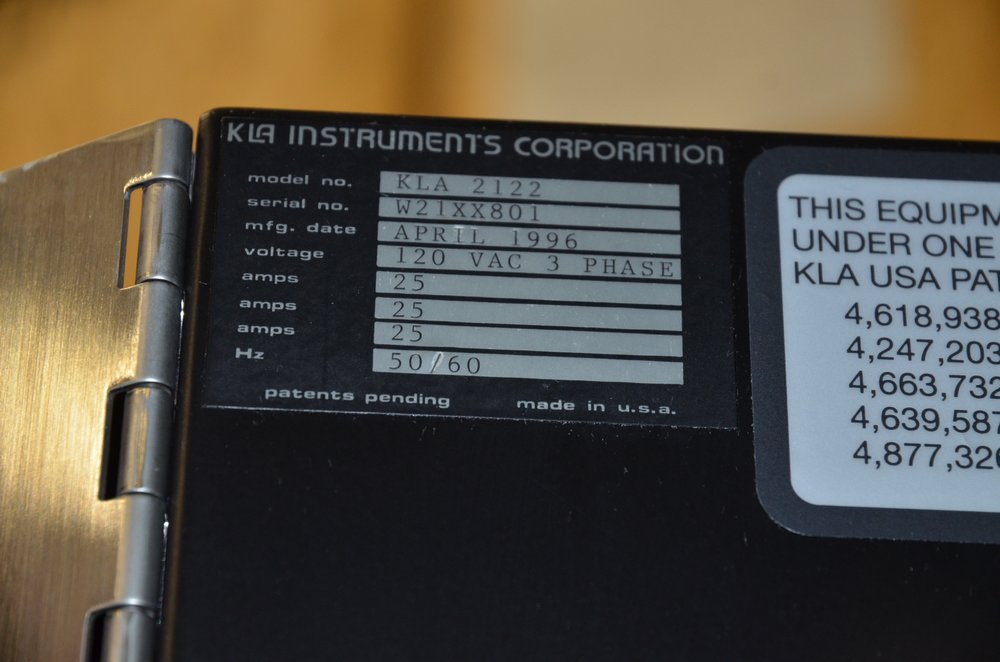 KLA INSTRUMENTS CORPORATION
model no. KLA 2122
serial no. W21XX801
mfg. date APRIL 1996
voltage 120 VAC 3 PHASE
amps 25
amps 25
amps 25
Hz 50/60
patents pending made in u.s.a.
THIS EQUIPM
UNDER ONE
KLA USA PAT
4,618,938
4,247,203
4,663,732
4,639,587
4,877,326